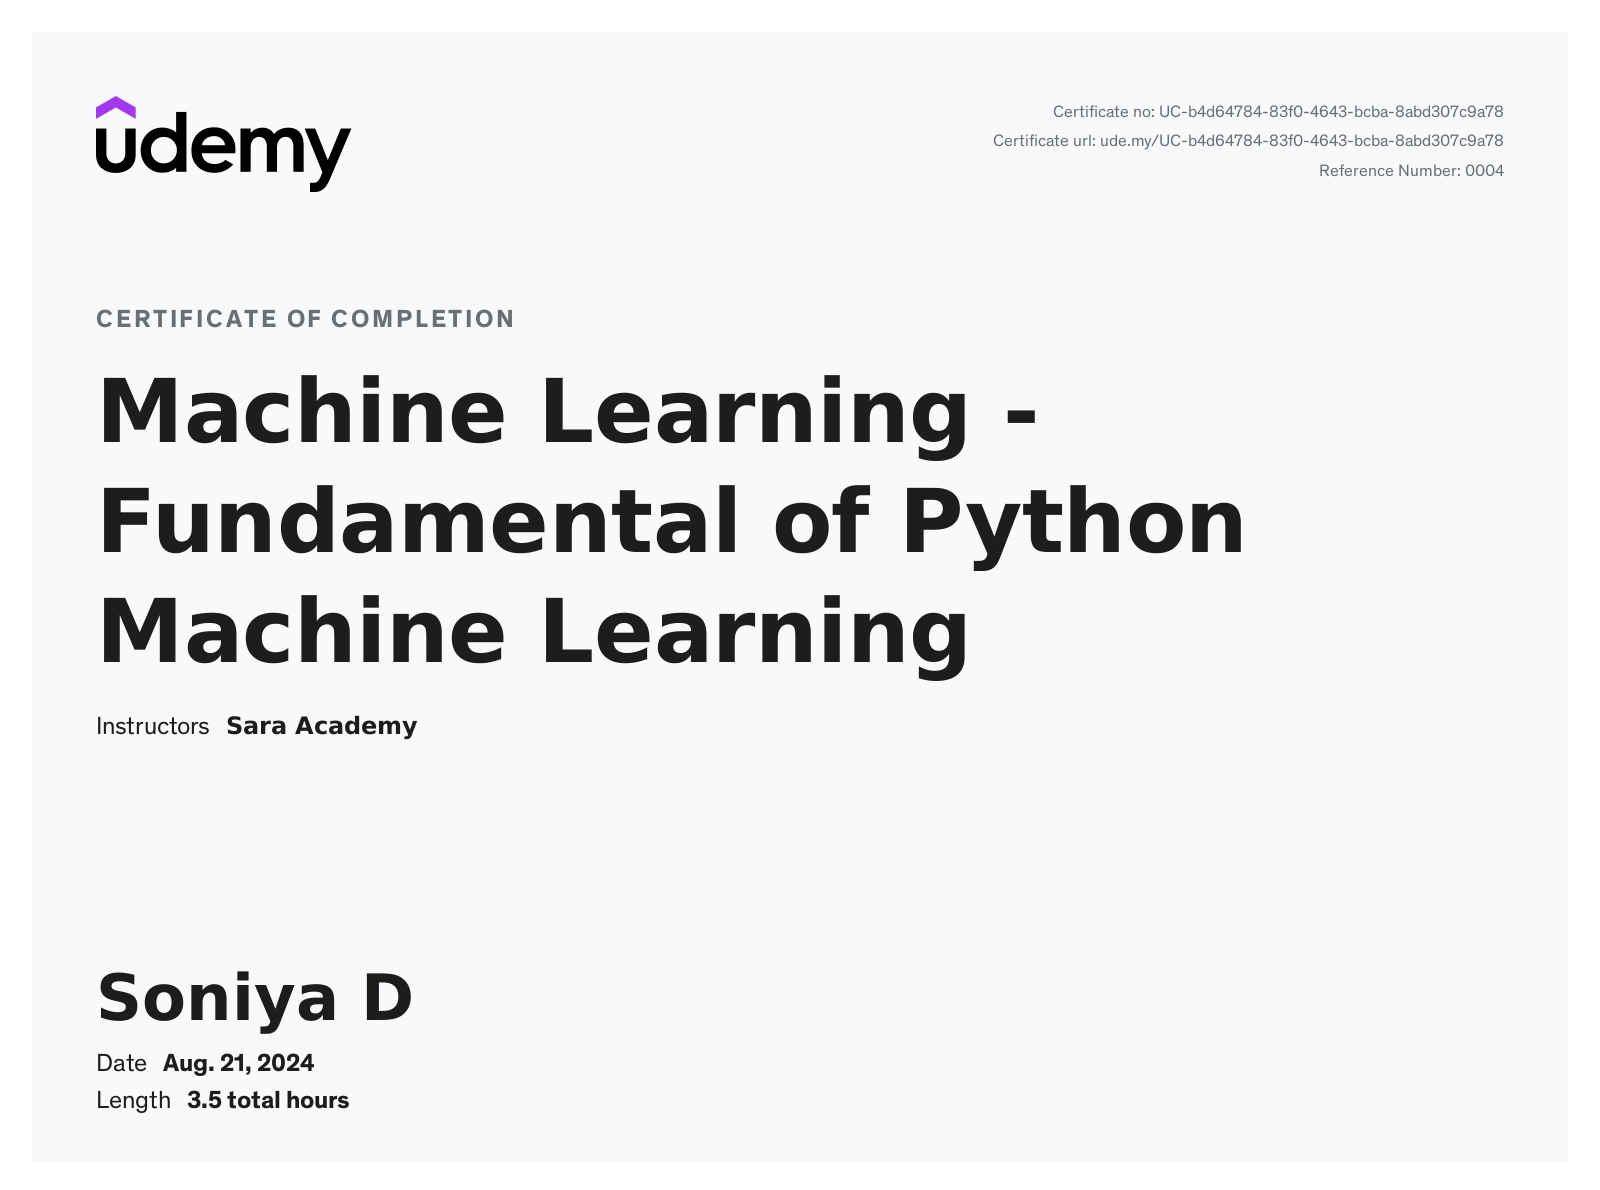 udemy
Certificate no: UC-b4d64784-83f0-4643-bcba-8abd307c9a78
Certificate url: ude.my/UC-b4d64784-83f0-4643-bcba-8abd307c9a78
Reference Number: 0004
CERTIFICATE OF COMPLETION
Machine Learning -
Fundamental of Python
Machine Learning
Instructors Sara Academy
Soniya D
Date Aug. 21, 2024
Length 3.5 total hours